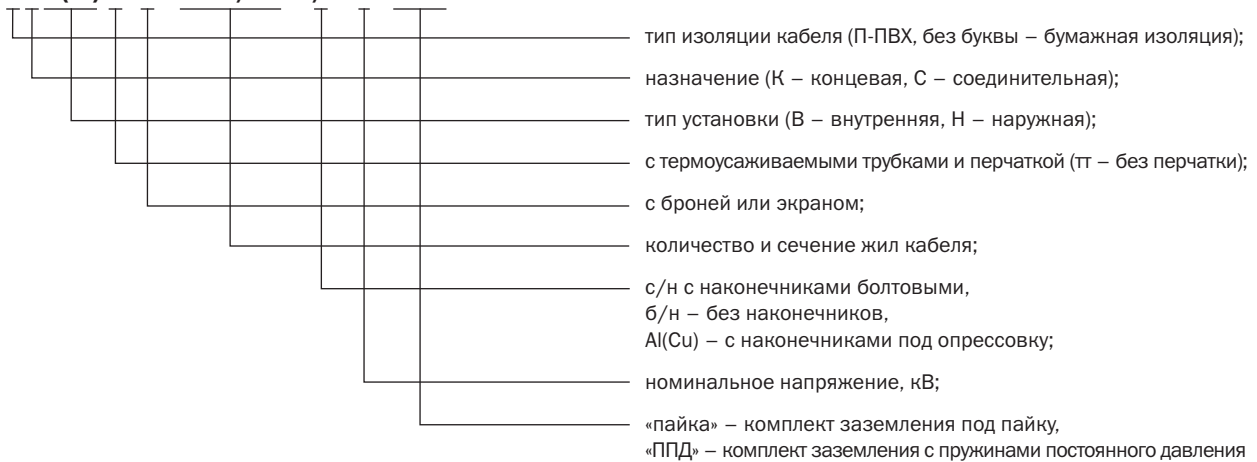 тип изоляции кабеля (П-ПВХ, без буквы – бумажная изоляция);
назначение (К – концевая, С – соединительная);
тип установки (В – внутренняя, Н – наружная);
с термоусаживаемыми трубками и перчаткой (тт – без перчатки);
с броней или экраном;
количество и сечение жил кабеля;
с/н с наконечниками болтовыми,
б/н – без наконечников,
Al(Cu) – с наконечниками под опрессовку;
номинальное напряжение, кВ;
«пайка» – комплект заземления под пайку,
«ППД» – комплект заземления с пружинами постоянного давления